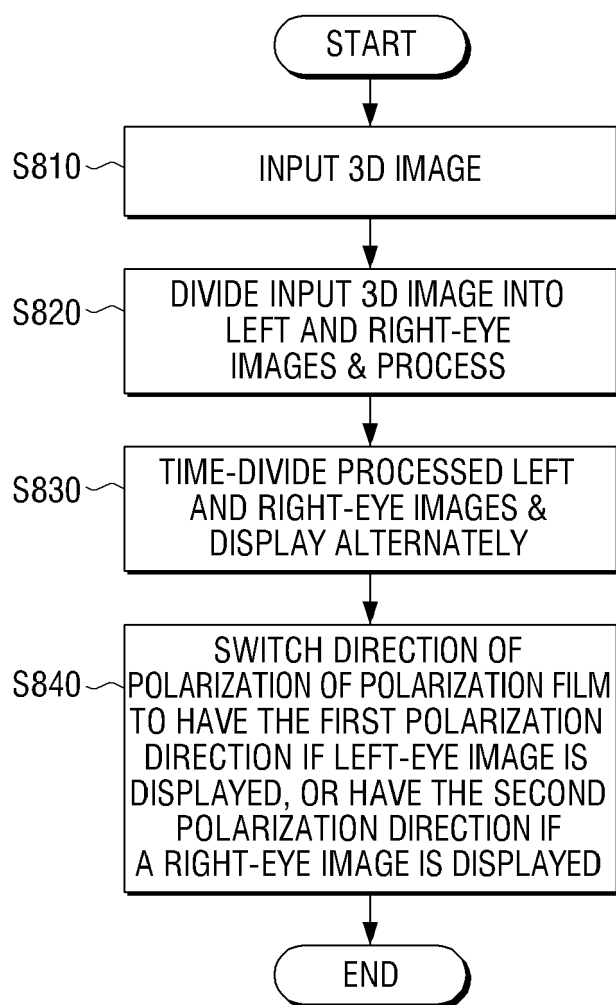 START
S810
INPUT 3D IMAGE
S820
DIVIDE INPUT 3D IMAGE INTO
LEFT AND RIGHT-EYE
IMAGES & PROCESS
S830
TIME-DIVIDE PROCESSED LEFT
AND RIGHT-EYE IMAGES &
DISPLAY ALTERNATELY
S840
SWITCH DIRECTION OF
POLARIZATION OF POLARIZATION FILM
TO HAVE THE FIRST POLARIZATION
DIRECTION IF LEFT-EYE IMAGE IS
DISPLAYED, OR HAVE THE SECOND
POLARIZATION DIRECTION IF
A RIGHT-EYE IMAGE IS DISPLAYED
END